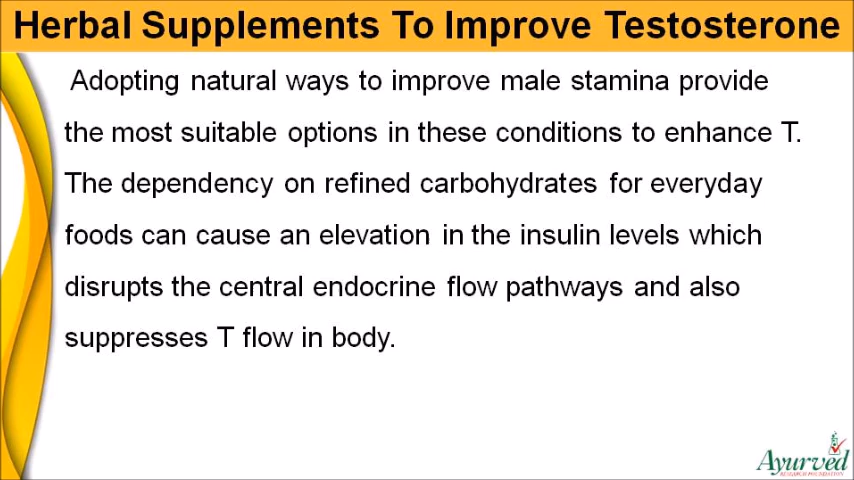 Herbal Supplements To Improve Testosterone
Adopting natural ways to improve male stamina provide
the most suitable options in these conditions to enhance T.
The dependency on refined carbohydrates for everyday
foods can cause an elevation in the insulin levels which
disrupts the central endocrine flow pathways and also
suppresses T flow in body.
Ayurved
RESEARCH FOUNDATION